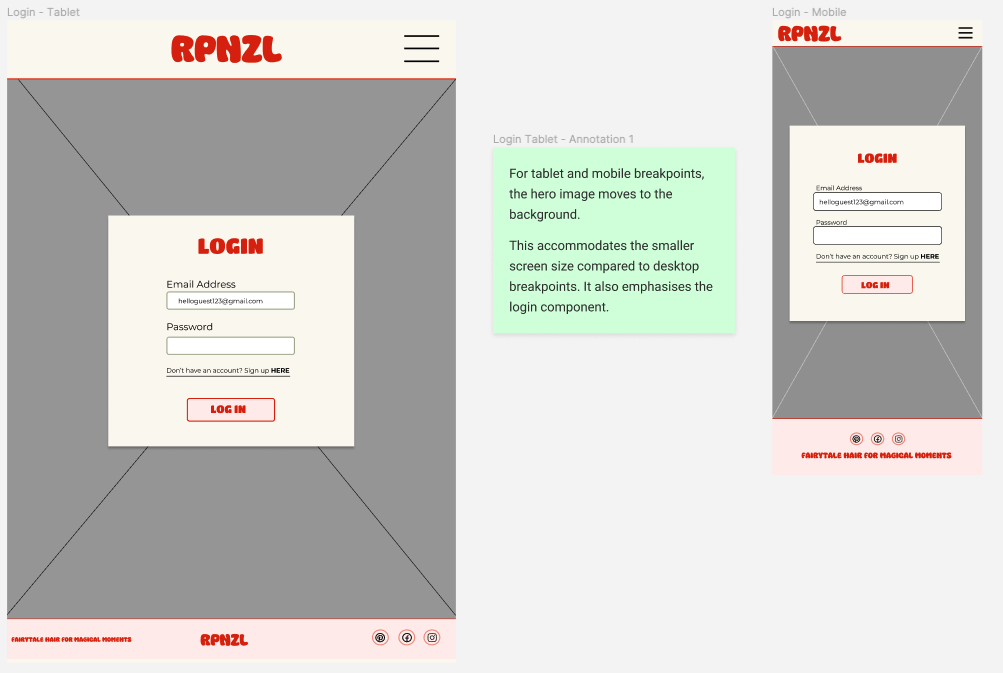 Login - Tablet
RPNZL
LOGIN
Email Address
helloguest123@gmail.com
Password
Don't have an account? Sign up HERE
LOG IN
FAIRYTALE HAIR FOR MAGICAL MOMENTS
RPNZL
Login Tablet - Annotation 1
For tablet and mobile breakpoints,
the hero image moves to the
background.
This accommodates the smaller
screen size compared to desktop
breakpoints. It also emphasises the
login component.
Login - Mobile
RPNZL
LOGIN
Email Address
helloguest123@gmail.com
Password
Don't have an account? Sign up HERE
LOG IN
FAIRYTALE HAIR FOR MAGICAL MOMENTS